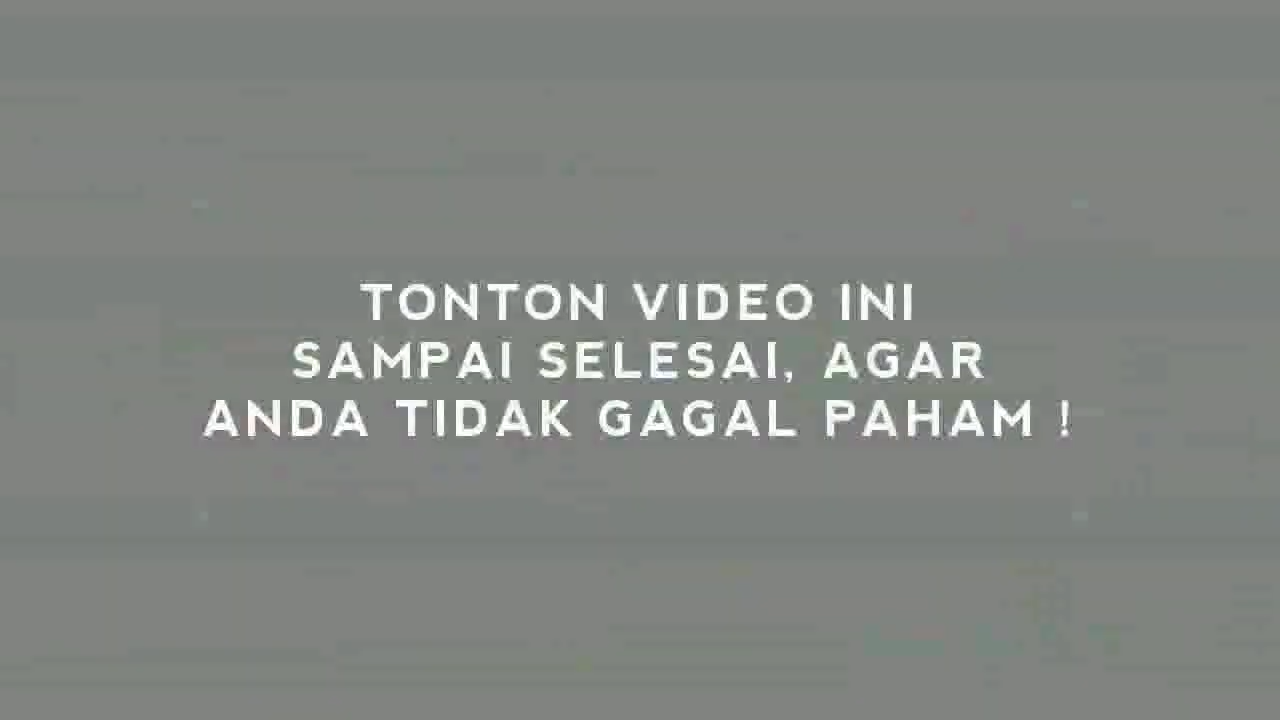 TONTON VIDEO INI
SAMPAI SELESAI, AGAR
ANDA TIDAK GAGAL PAHAM !